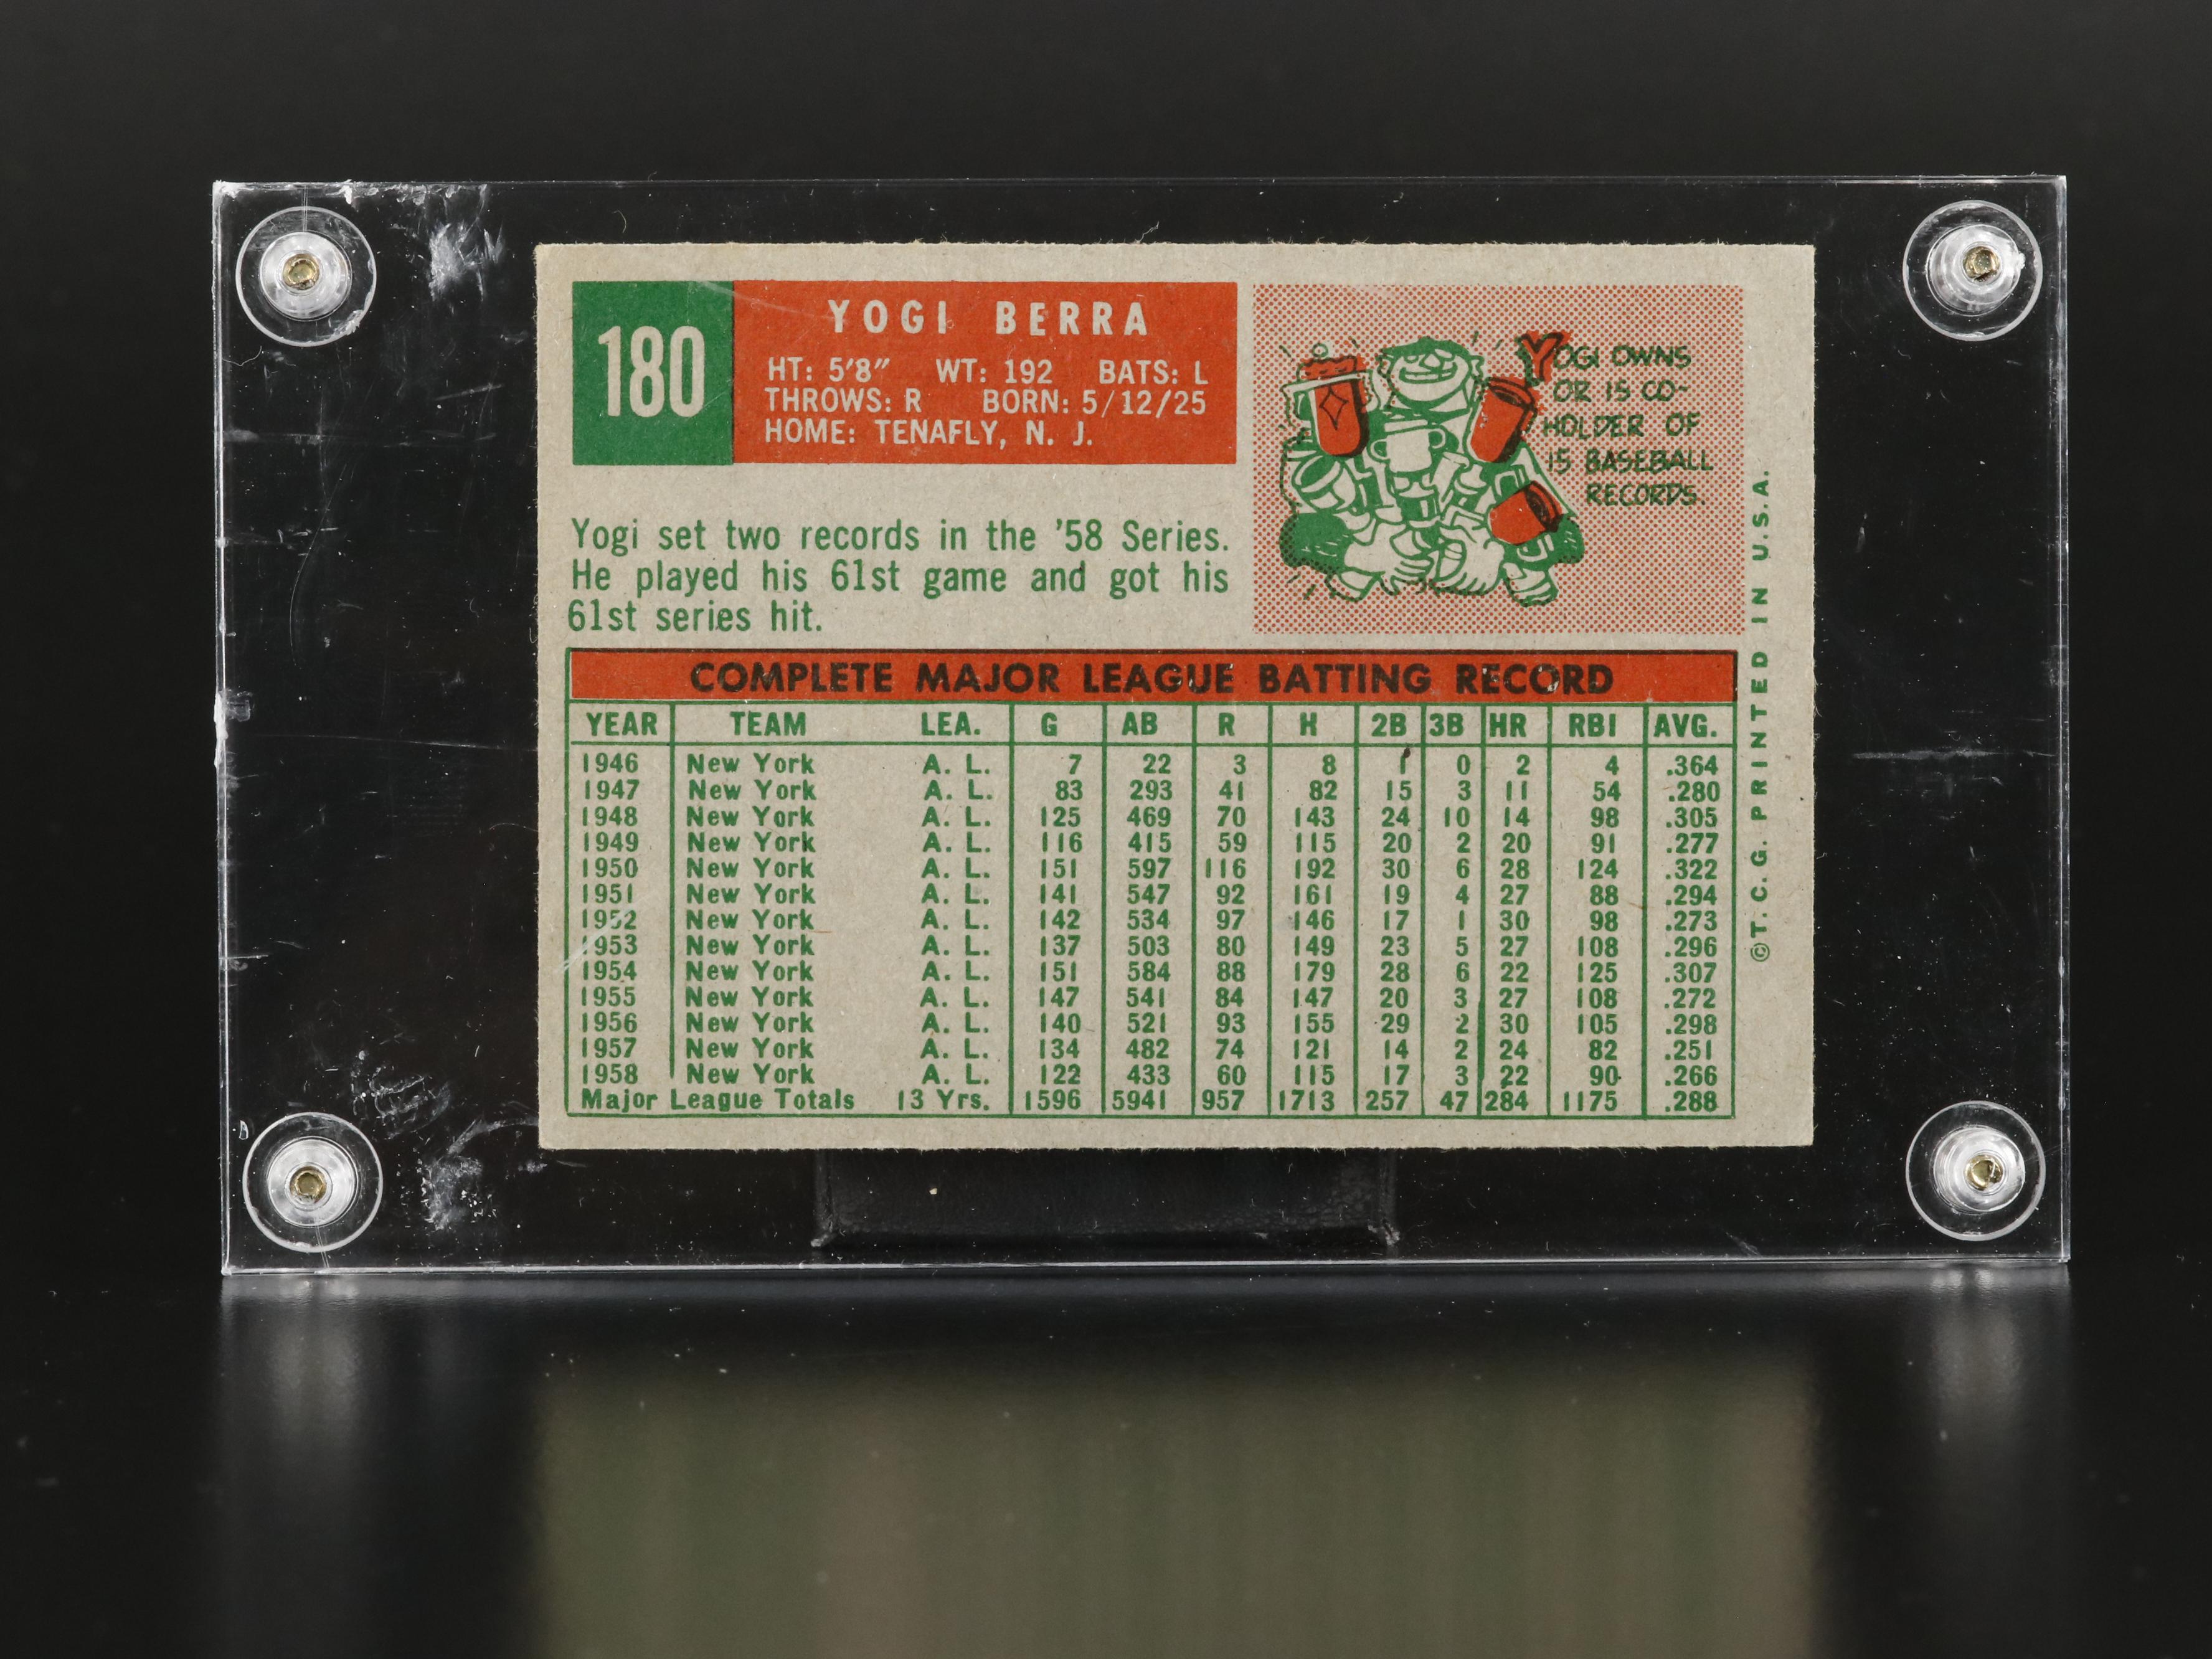 180
YOGI BERRA
HT: 5'8" WT: 192 BATS: L
THROWS: R BORN: 5/12/25
HOME: TENAFLY, N. J.
Yogi set two records in the '58 Series.
He played his 61st game and got his
61st series hit.
YOGI OWNS
OR IS CO-
HOLDER OF
15 BASEBALL
RECORDS
COMPLETE MAJOR LEAGUE BATTING RECORD
YEAR TEAM LEA. G AB R H 2B 3B HR RBI AVG.
1946 New York A. L. 7 22 3 8 1 0 2 4 .364
1947 New York A. L. 83 293 41 82 15 3 11 54 .280
1948 New York A. L. 125 469 70 143 24 10 14 98 .305
1949 New York A. L. 116 415 59 115 20 2 20 91 .277
1950 New York A. L. 151 597 116 192 30 6 28 124 .322
1951 New York A. L. 141 547 92 161 19 4 27 88 .294
1952 New York A. L. 142 534 97 146 17 1 30 98 .273
1953 New York A. L. 137 503 80 149 23 5 27 108 .296
1954 New York A. L. 151 584 88 179 28 6 22 125 .307
1955 New York A. L. 147 541 84 147 20 3 27 108 .272
1956 New York A. L. 140 521 93 155 29 2 30 105 .298
1957 New York A. L. 134 482 74 121 14 2 24 82 .251
1958 New York A. L. 122 433 60 115 17 3 22 90 .266
Major League Totals 13 Yrs. 1596 5941 957 1713 257 47 284 1175 .288
©T. C. G. PRINTED IN U.S.A.